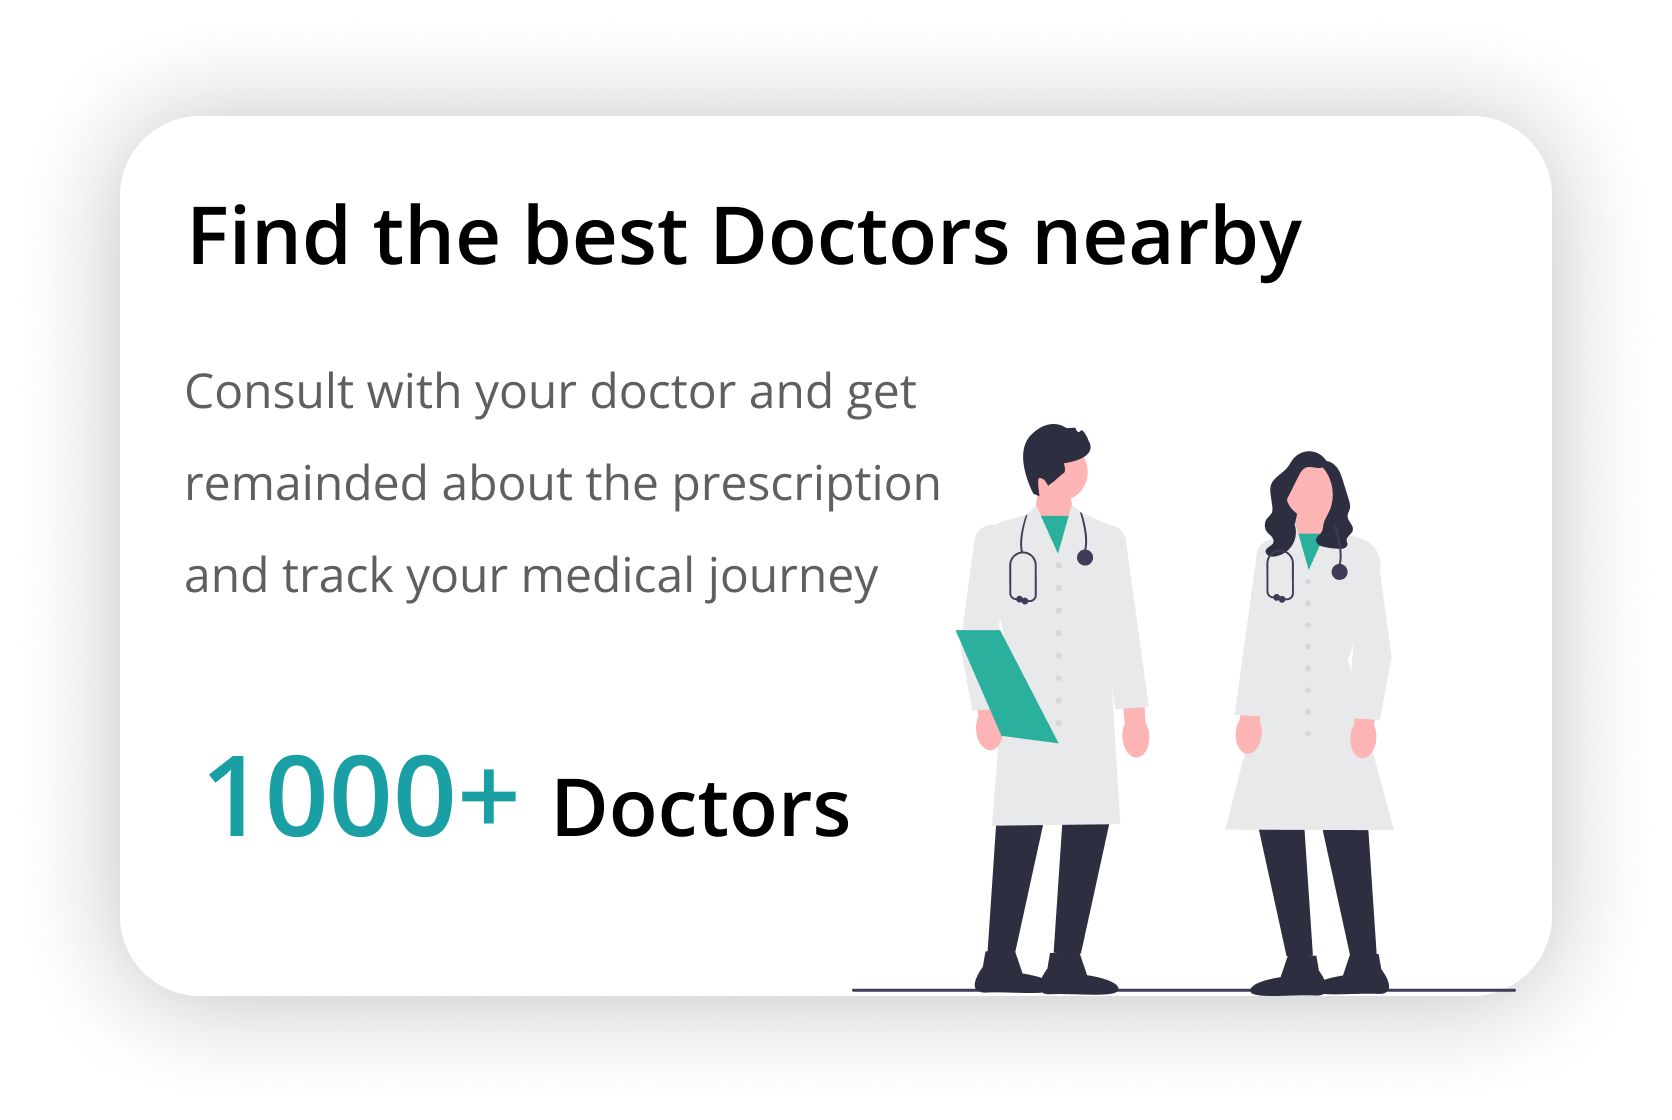 Find the best Doctors nearby
Consult with your doctor and get
remainded about the prescription
and track your medical journey
1000+ Doctors